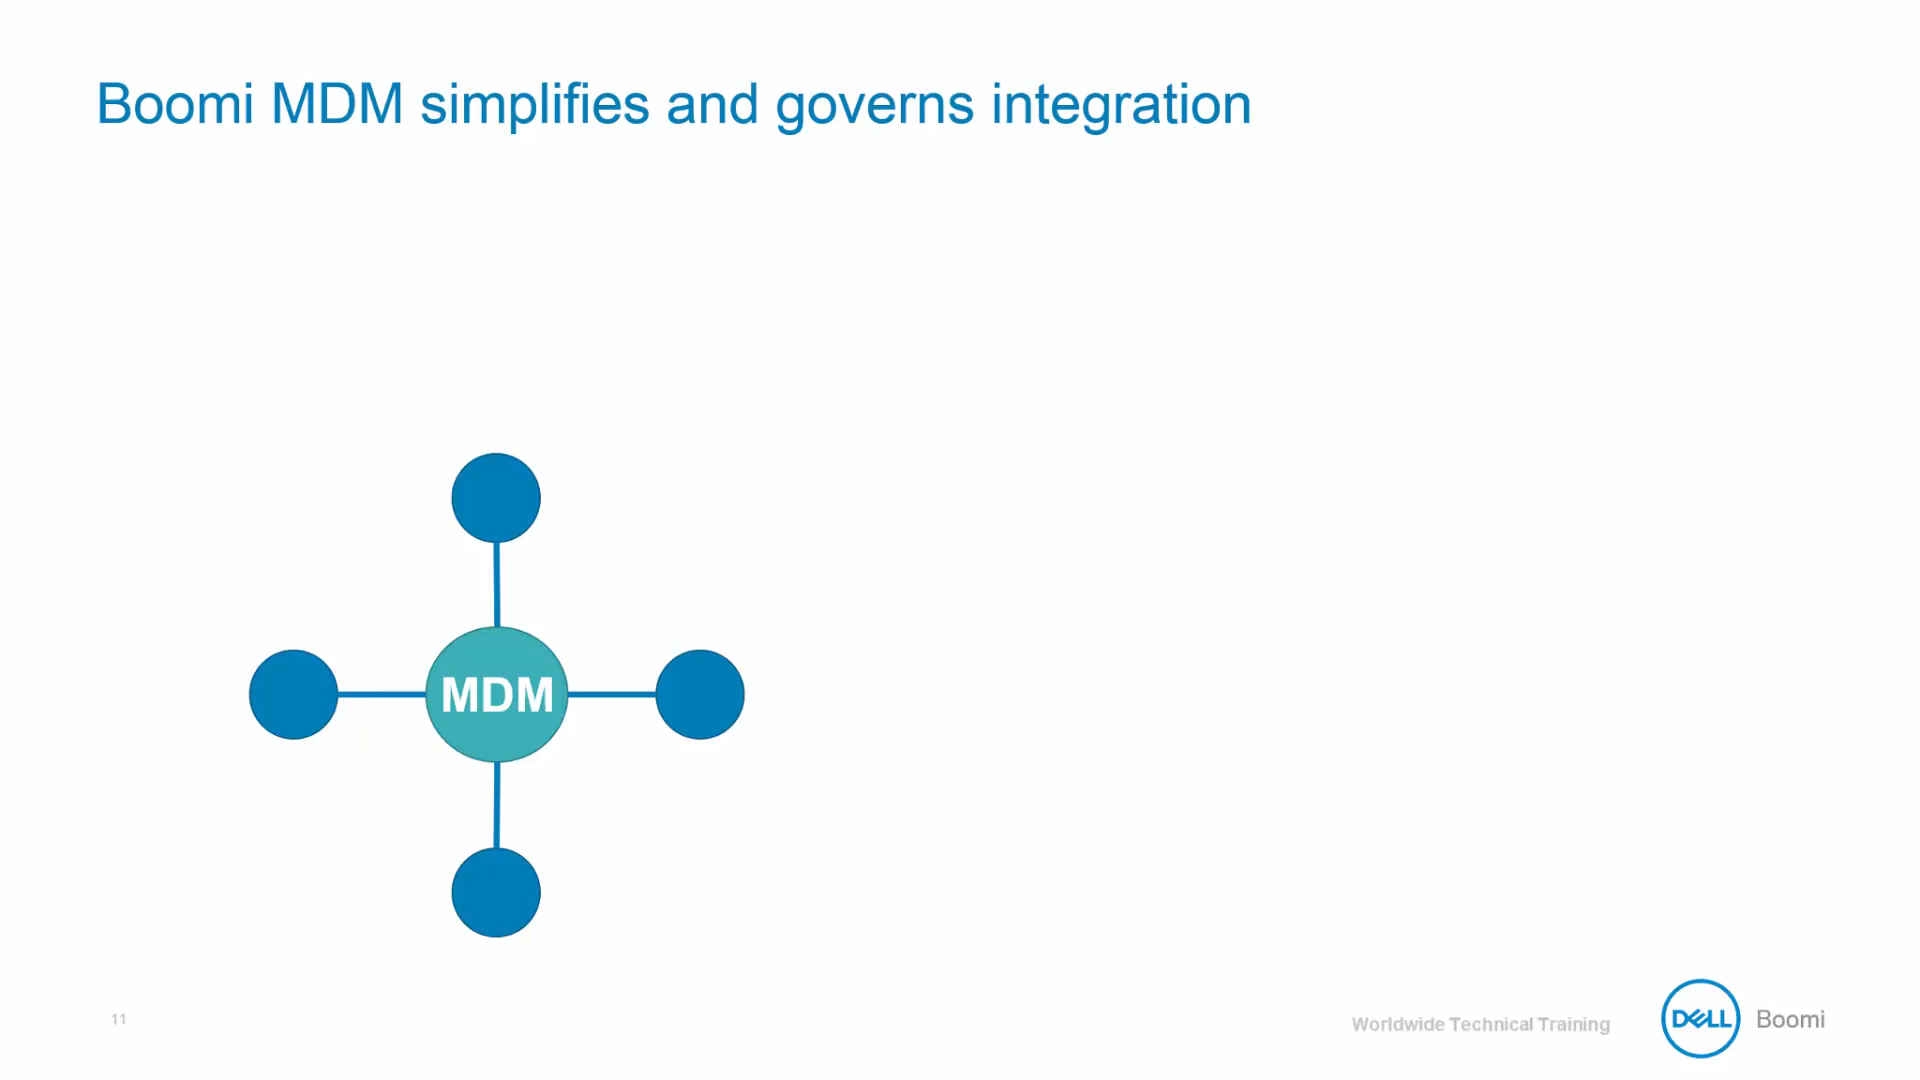 Boomi MDM simplifies and governs integration
MDM
11
Worldwide Technical Training
DELL Boomi